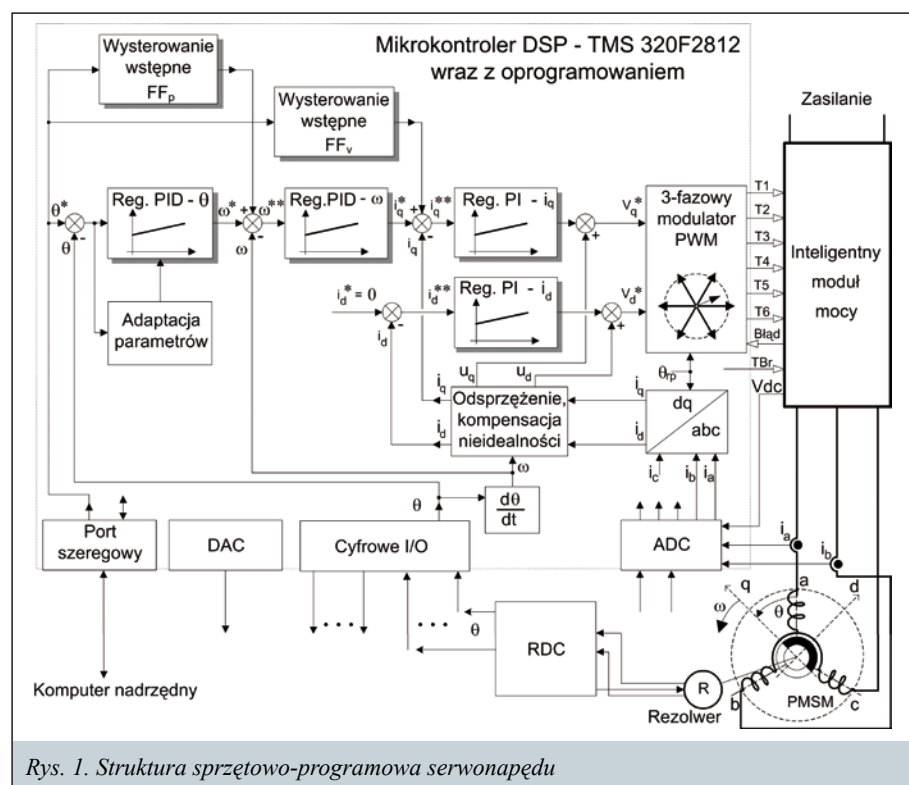 Mikrokontroler DSP - TMS 320F2812
wraz z oprogramowaniem
Wysterowanie
wstępne
FFp
Wysterowanie
wstępne
FFv
Zasilanie
θ*
θ
-
Reg. PID - θ
ω*
+
ω**
-
ω
Reg.PID - ω
iq*
+
iq**
-
iq
Reg. PI - iq
+
Vq*
3-fazowy
modulator
PWM
T1
T2
T3
T4
T5
T6
Błąd
TBr
Vdc
Inteligentny
moduł
mocy
Adaptacja
parametrów
id* = 0
-
id
id**
Reg. PI - id
+
Vd*
uq
ud
θrp
iq
id
Odsprzężenie,
kompensacja
nieidealności
iq
id
dq
abc
ic
ib
ia
ω
θ
dθ
dt
Port
szeregowy
DAC
Cyfrowe I/O
ADC
ia
ib
θ
RDC
R
Rezolwer
Komputer nadrzędny
q
a
d
ω
θ
b
PMSM
c
Rys. 1. Struktura sprzętowo-programowa serwonapędu